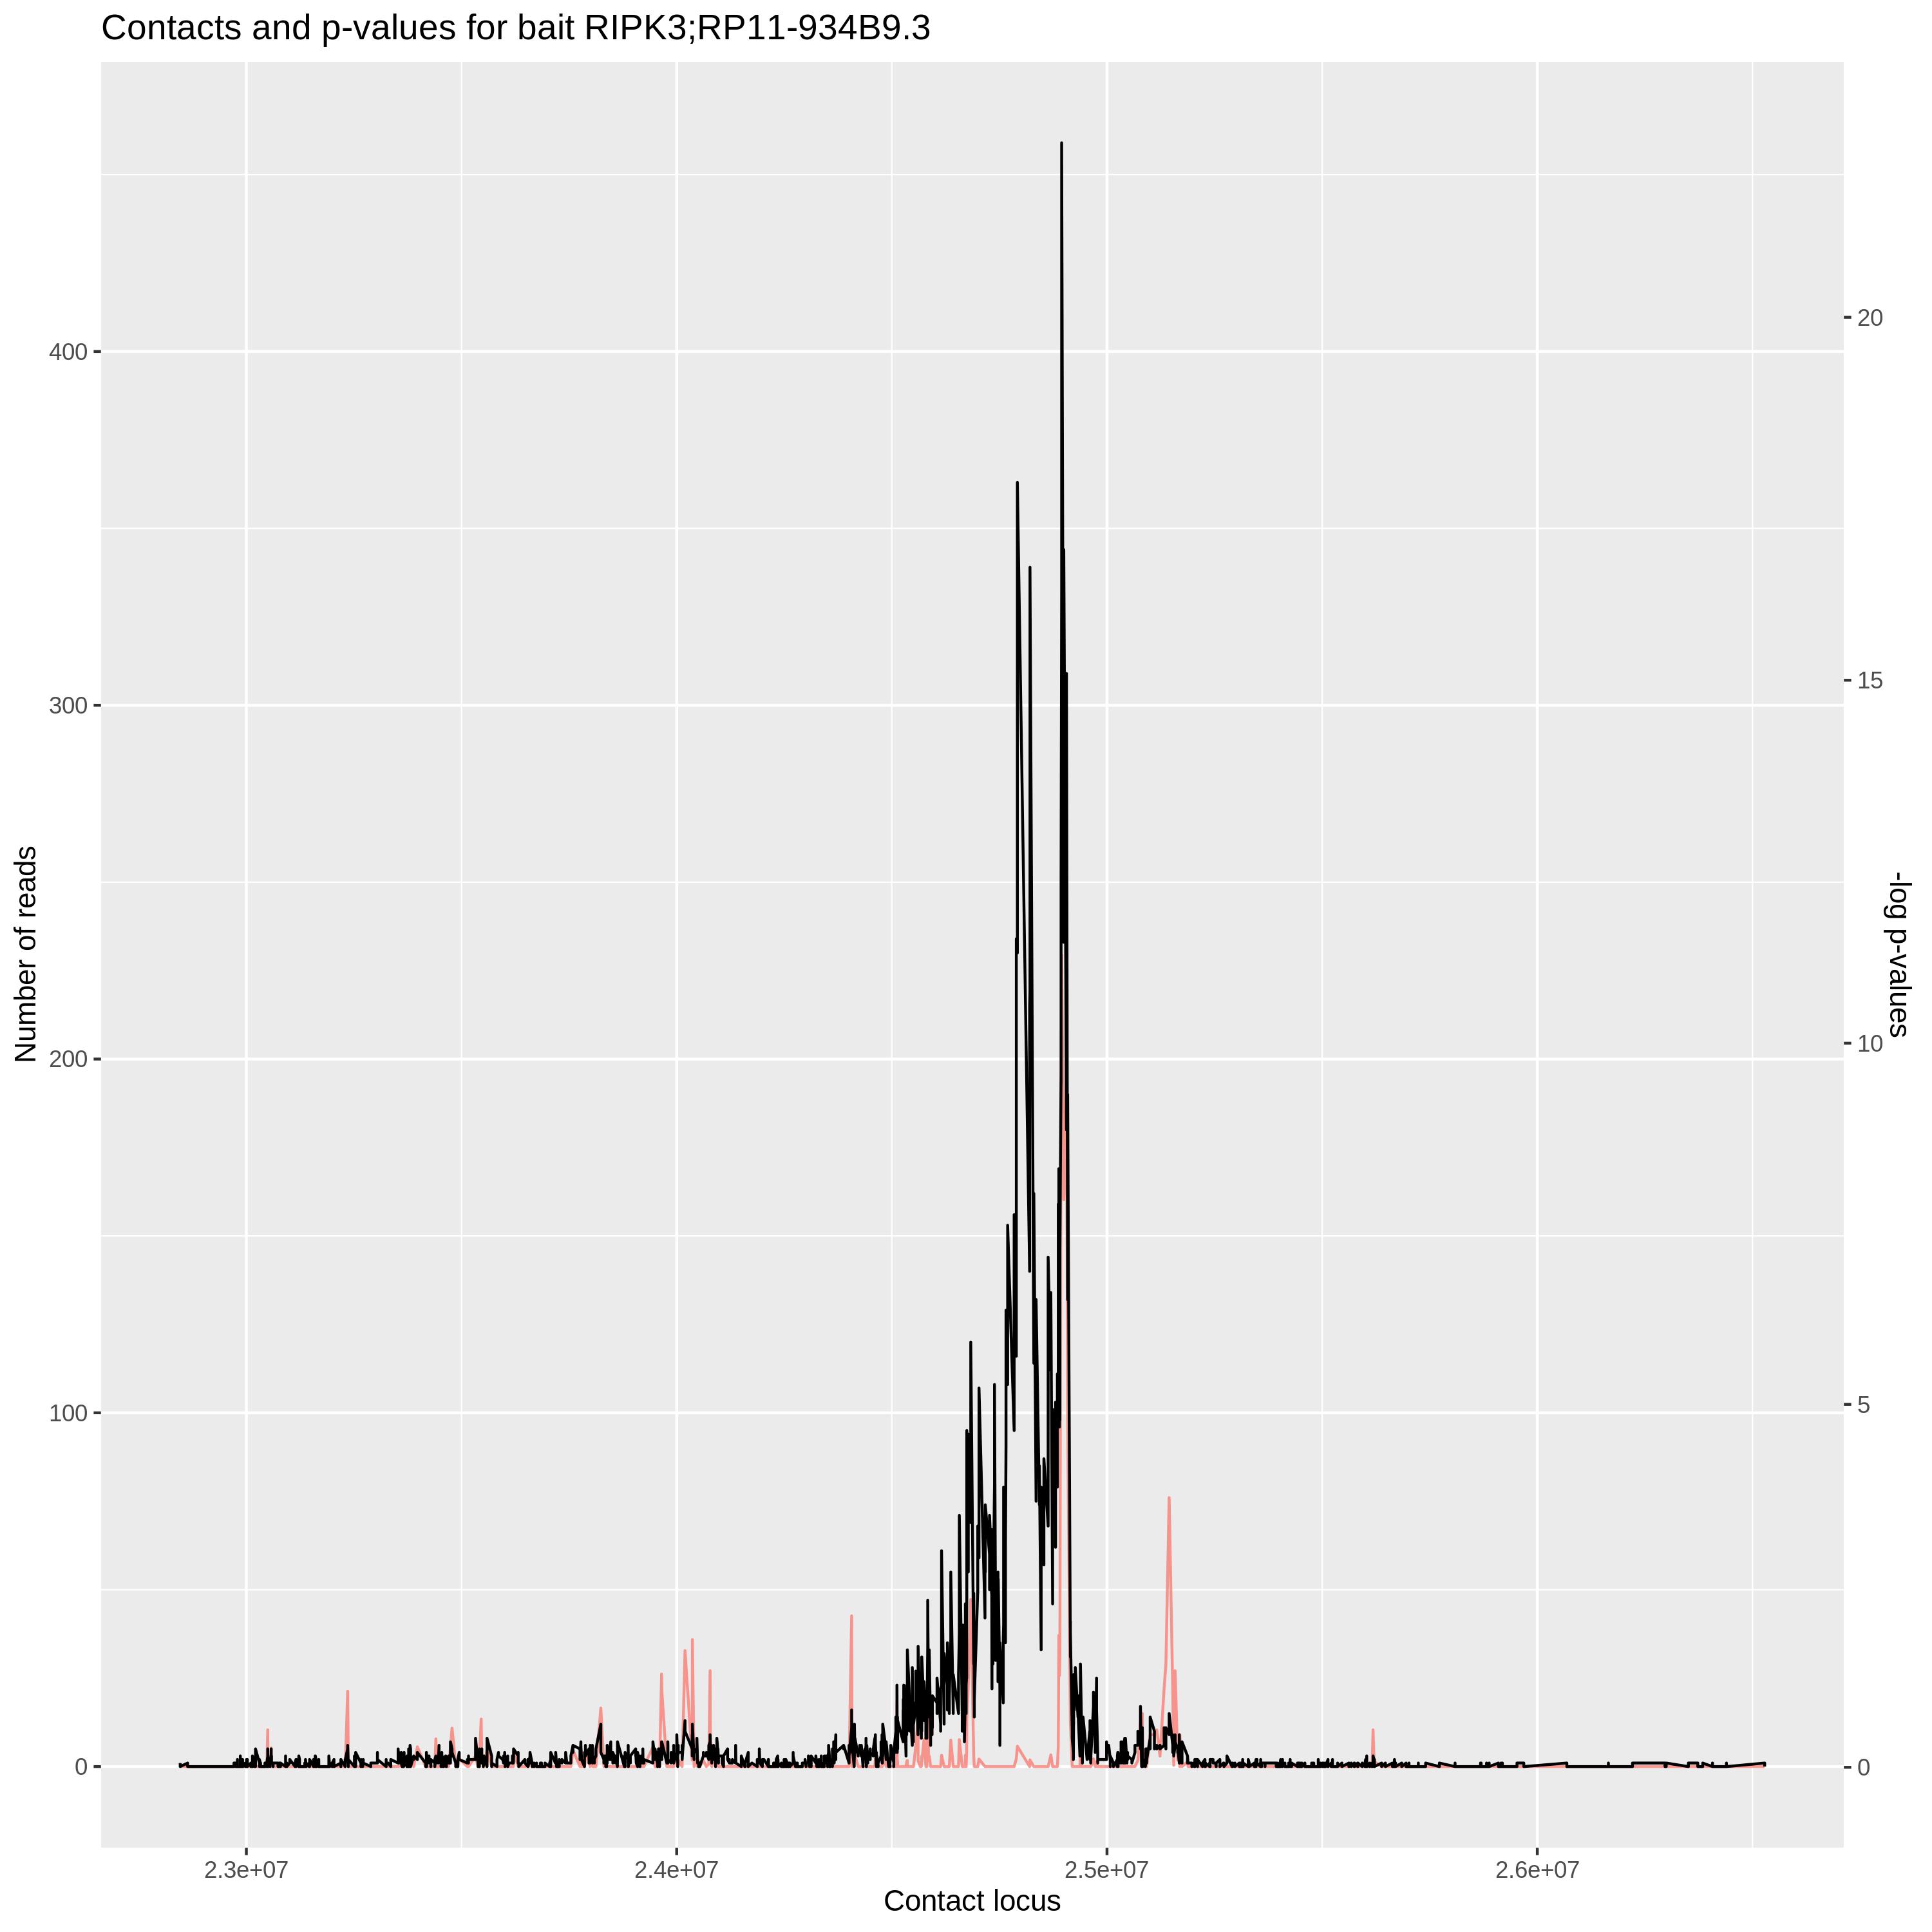 Contacts and p-values for bait RIPK3;RP11-934B9.3
400
300
200
100
0
20
15
10
5
0
Number of reads
-log p-values
2.3e+07 2.4e+07 2.5e+07 2.6e+07
Contact locus